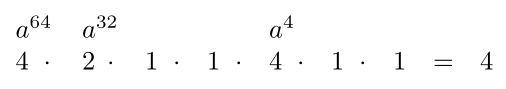 a^{64} a^{32} a^{4}
4 · 2 · 1 · 1 · 4 · 1 · 1 = 4